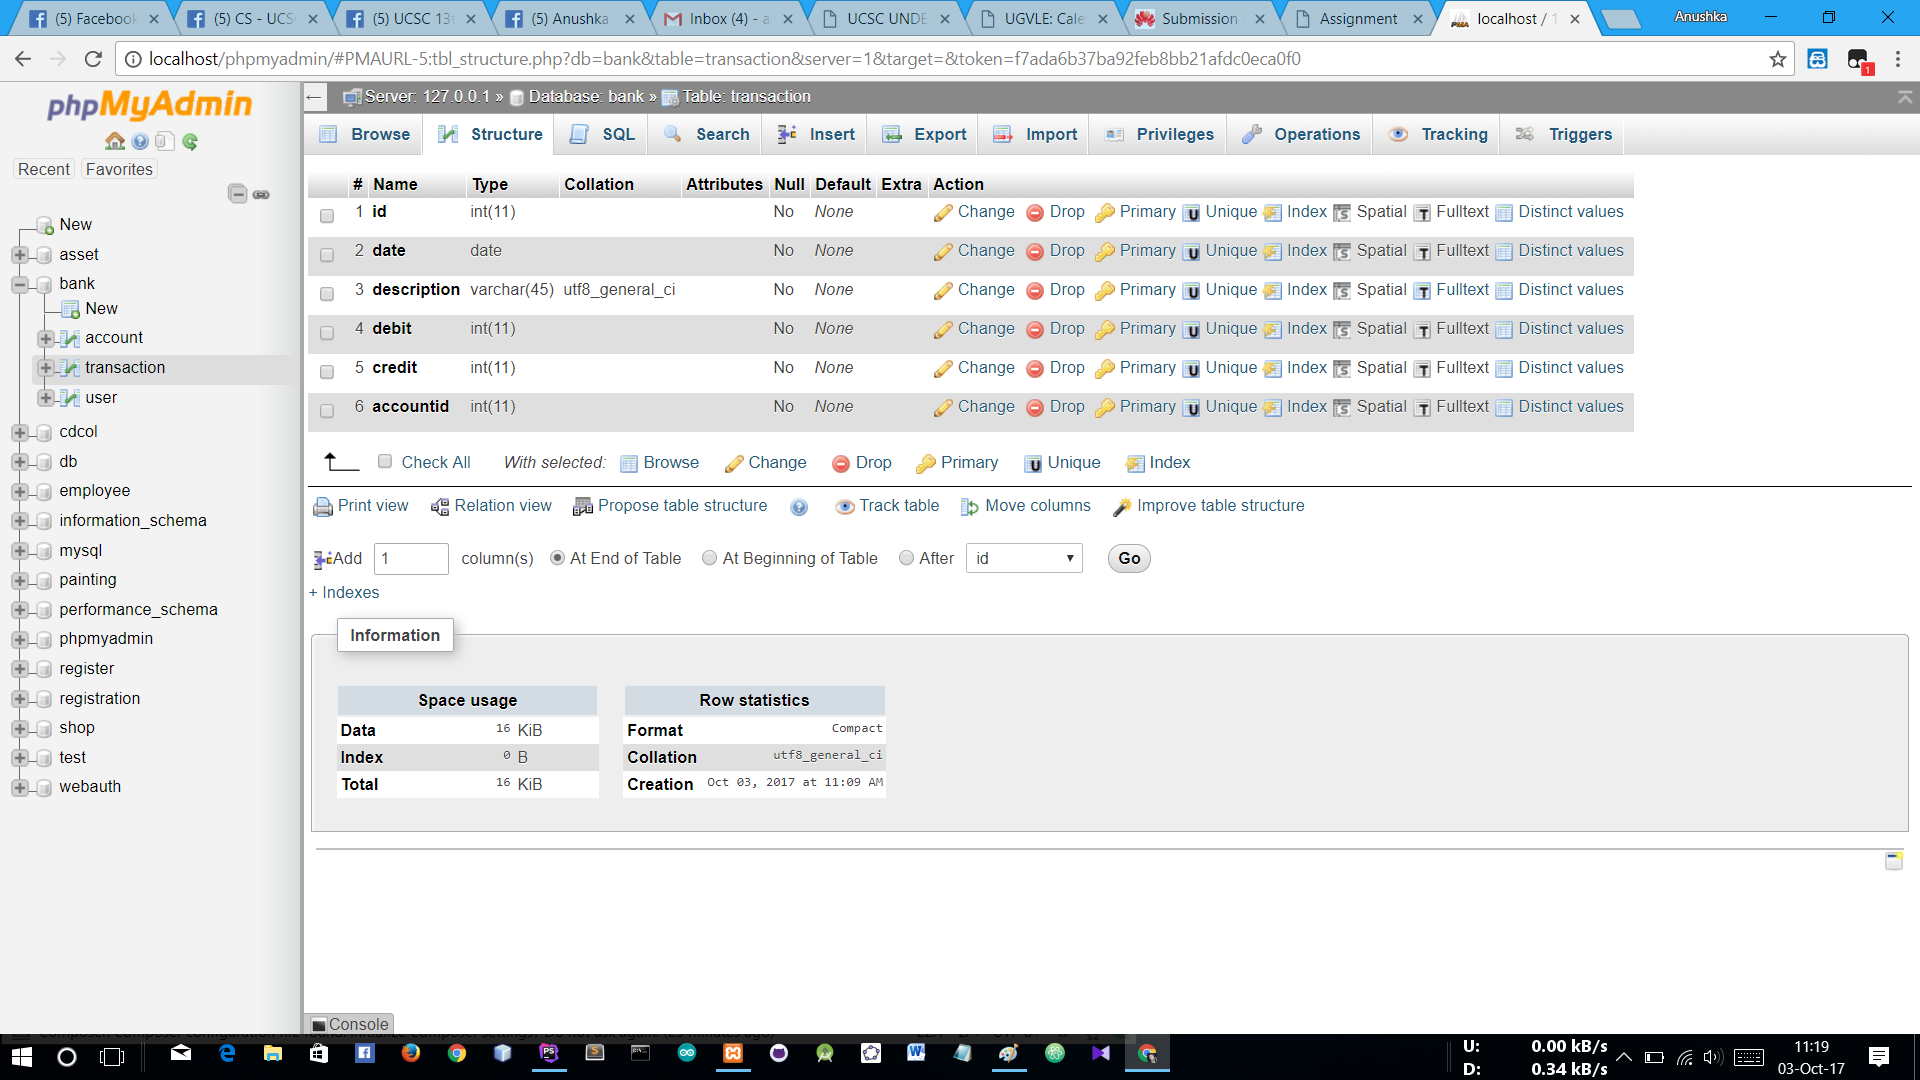 (5) Facebook
(5) CS - UCS
(5) UCSC 13t
(5) Anushka
Inbox (4) - a
UCSC UNDE
UGVLE: Cale
Submission
Assignment
localhost / 1
Anushka
localhost/phpmyadmin/#PMAURL-5:tbl_structure.php?db=bank&table=transaction&server=1&target=&token=f7ada6b37ba92feb8bb21afdc0eca0f0
1
phpMyAdmin
Recent Favorites
New
asset
bank
New
account
transaction
user
cdcol
db
employee
information_schema
mysql
painting
performance_schema
phpmyadmin
register
registration
shop
test
webauth
Server: 127.0.0.1 » Database: bank » Table: transaction
Browse Structure SQL Search Insert Export Import Privileges Operations Tracking Triggers
# Name Type Collation Attributes Null Default Extra Action
1 id int(11) No None Change Drop Primary Unique Index Spatial Fulltext Distinct values
2 date date No None Change Drop Primary Unique Index Spatial Fulltext Distinct values
3 description varchar(45) utf8_general_ci No None Change Drop Primary Unique Index Spatial Fulltext Distinct values
4 debit int(11) No None Change Drop Primary Unique Index Spatial Fulltext Distinct values
5 credit int(11) No None Change Drop Primary Unique Index Spatial Fulltext Distinct values
6 accountid int(11) No None Change Drop Primary Unique Index Spatial Fulltext Distinct values
Check All With selected: Browse Change Drop Primary Unique Index
Print view Relation view Propose table structure Track table Move columns Improve table structure
Add 1 column(s) At End of Table At Beginning of Table After id Go
+ Indexes
Information
Space usage
Data 16 KiB
Index 0 B
Total 16 KiB
Row statistics
Format Compact
Collation utf8_general_ci
Creation Oct 03, 2017 at 11:09 AM
Console
U: 0.00 kB/s
D: 0.34 kB/s
11:19
03-Oct-17